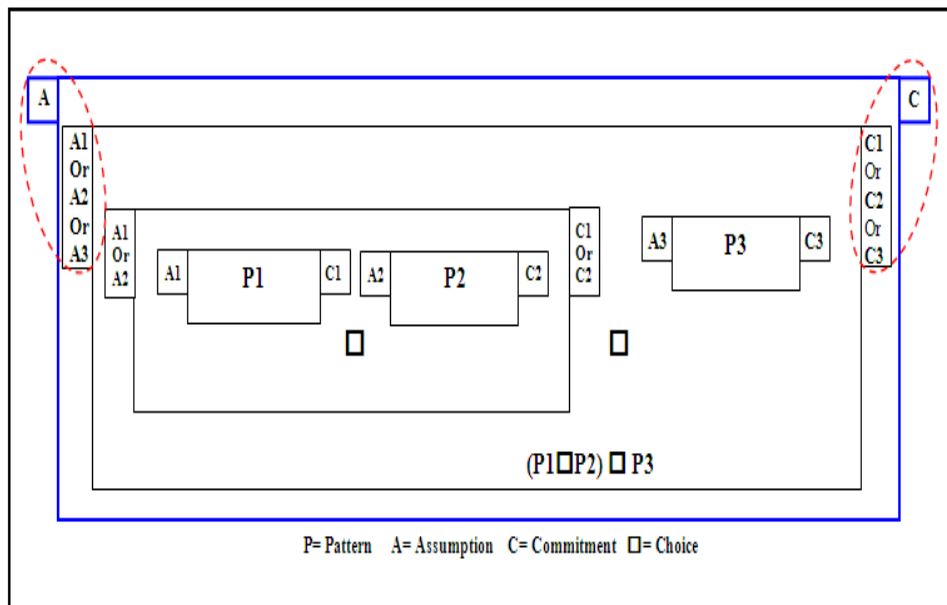 A
C
A1
Or
A2
Or
A3
C1
Or
C2
Or
C3
A1
Or
A2
C1
Or
C2
A1
P1
C1
A2
P2
C2
A3
P3
C3
(P1□P2) □ P3
P= Pattern A= Assumption C= Commitment □= Choice